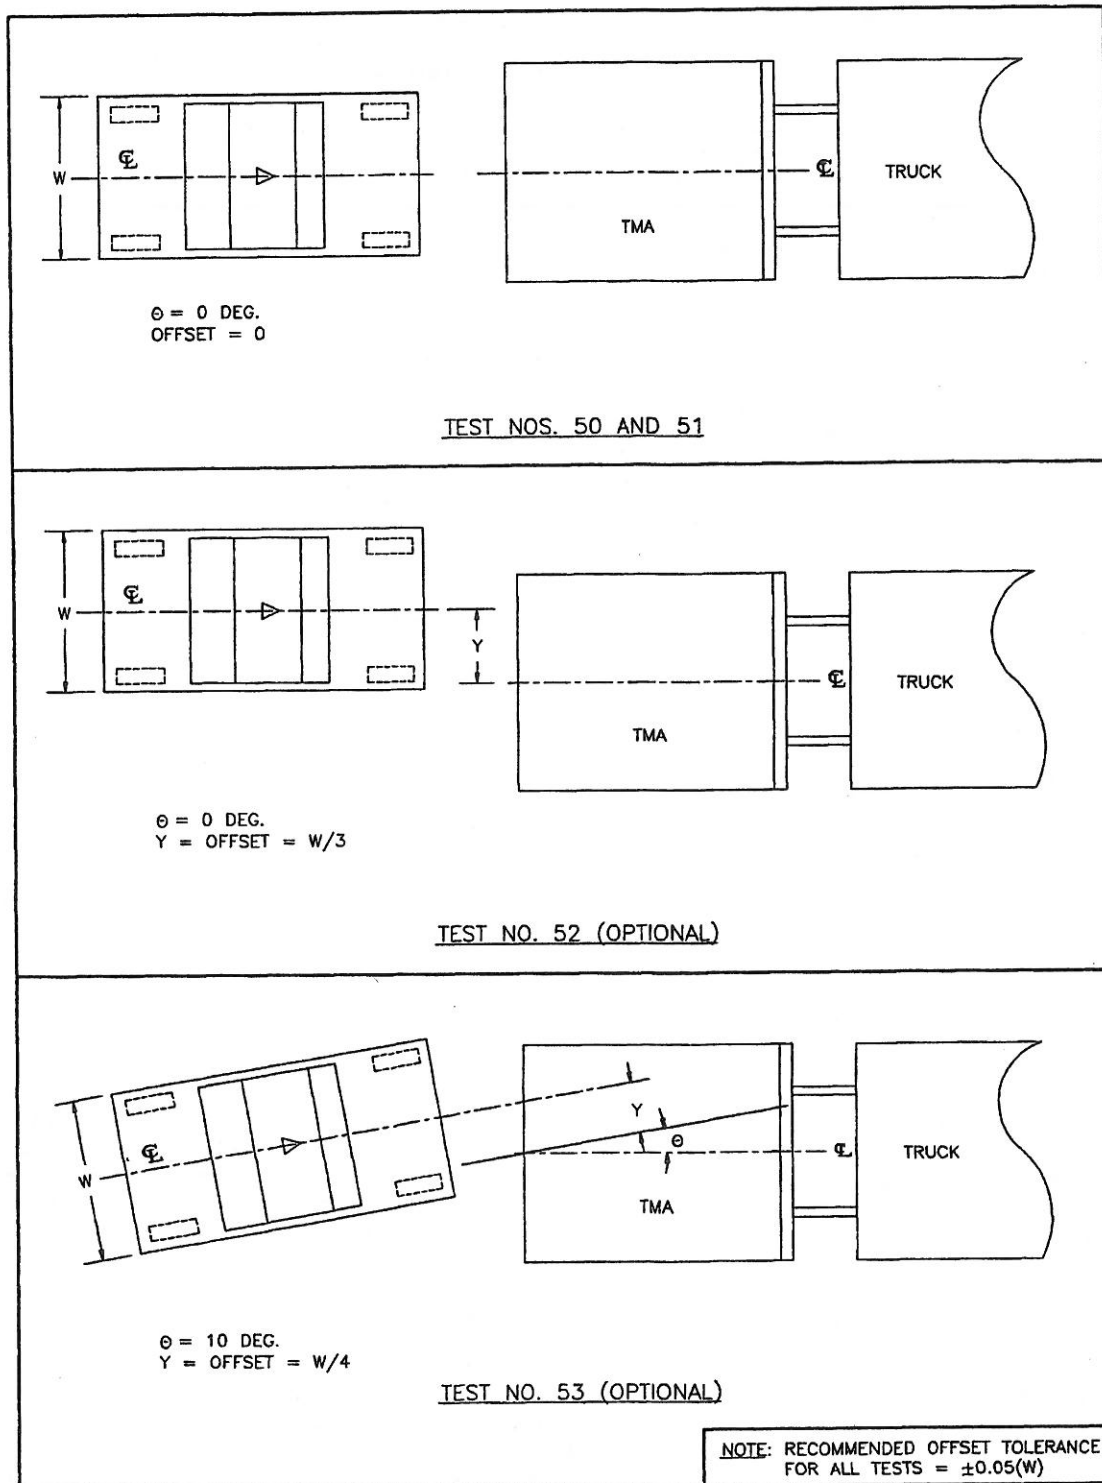 W
℄
℄
TMA
TRUCK
Θ = 0 DEG.
OFFSET = 0
TEST NOS. 50 AND 51
W
℄
Y
℄
TMA
TRUCK
Θ = 0 DEG.
Y = OFFSET = W/3
TEST NO. 52 (OPTIONAL)
W
℄
Y
Θ
℄
TMA
TRUCK
Θ = 10 DEG.
Y = OFFSET = W/4
TEST NO. 53 (OPTIONAL)
NOTE: RECOMMENDED OFFSET TOLERANCE
FOR ALL TESTS = ±0.05(W)